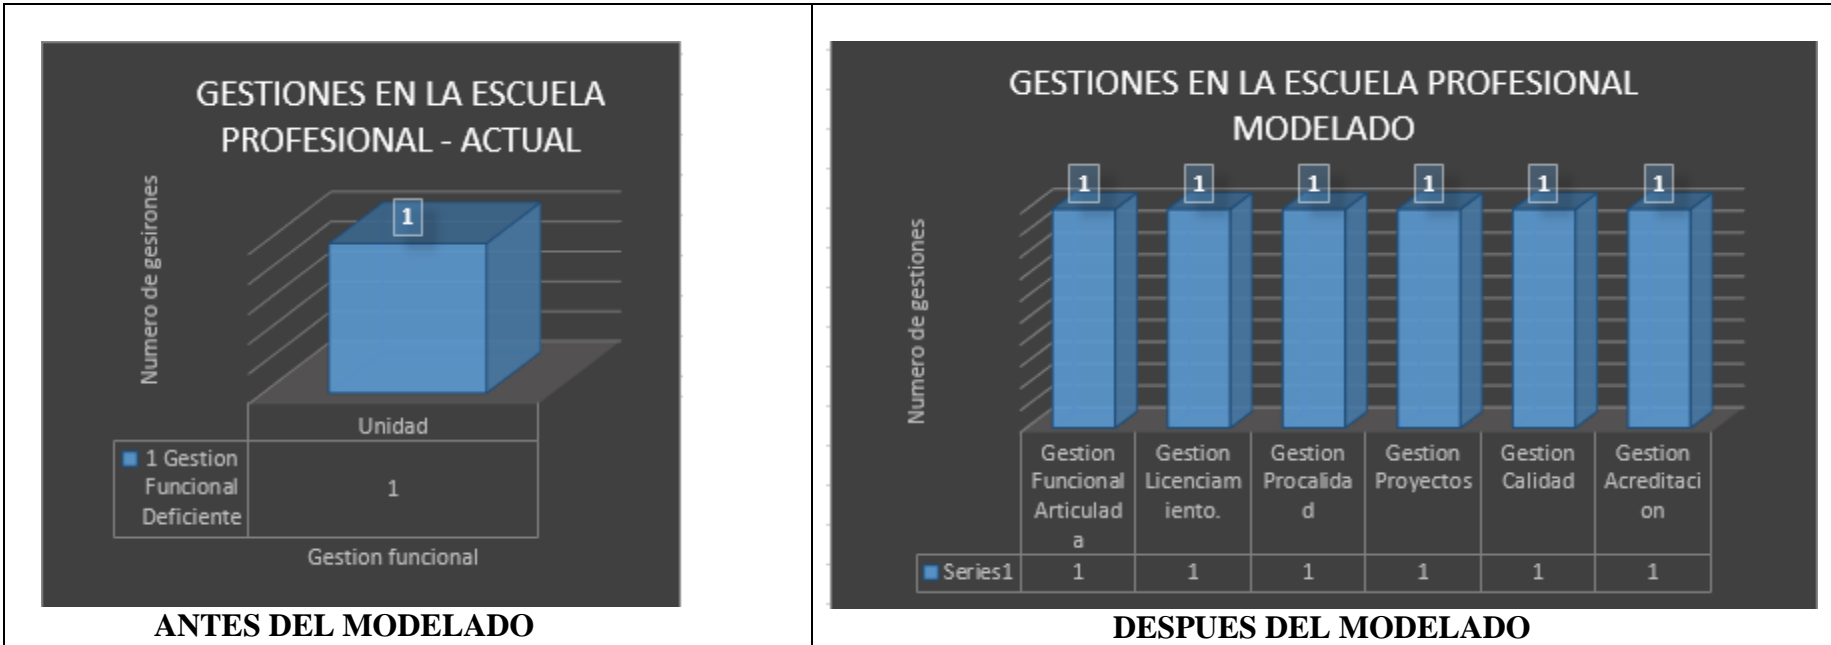 GESTIONES EN LA ESCUELA
PROFESIONAL - ACTUAL
Numero de gesirones
1
Unidad
1 Gestion
Funcional
Deficiente
1
Gestion funcional
ANTES DEL MODELADO
GESTIONES EN LA ESCUELA PROFESIONAL
MODELADO
Numero de gestiones
1 1 1 1 1 1
Gestion Gestion Gestion Gestion Gestion Gestion
Funcional Licenciam Procalida Proyectos Calidad Acreditaci
Articulad iento. d on
a
Series1 1 1 1 1 1 1
DESPUES DEL MODELADO